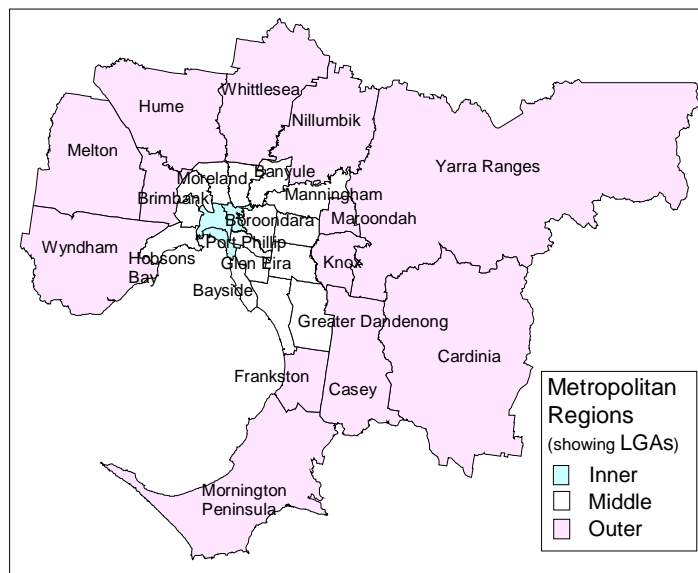 Whittlesea
Hume
Nillumbik
Melton
Yarra Ranges
Moreland
Banyule
Brimbank
Manningham
Boroondara
Maroondah
Wyndham
Port Phillip
Hobsons
Bay
Glen Eira
Knox
Bayside
Greater Dandenong
Cardinia
Frankston
Casey
Mornington
Peninsula
Metropolitan
Regions
(showing LGAs)
Inner
Middle
Outer